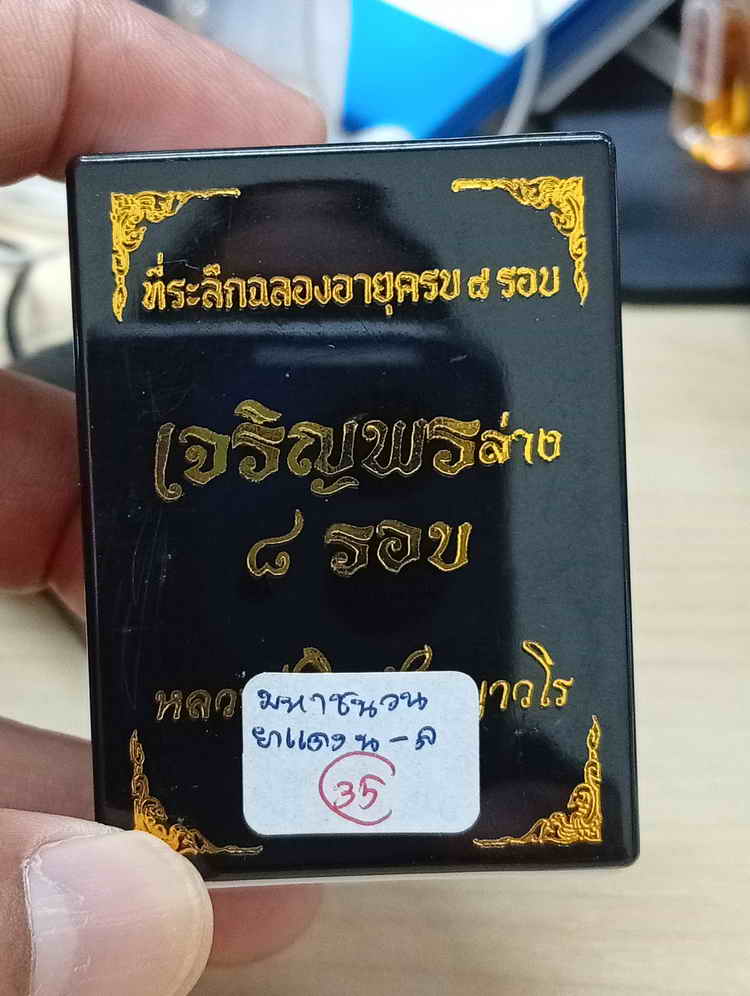 ที่ระลึกฉลองอายุครบ ๘ รอบ
เจริญพรล่าง
๘ รอบ
มหาชนวน
ยาแดง น-ล
35